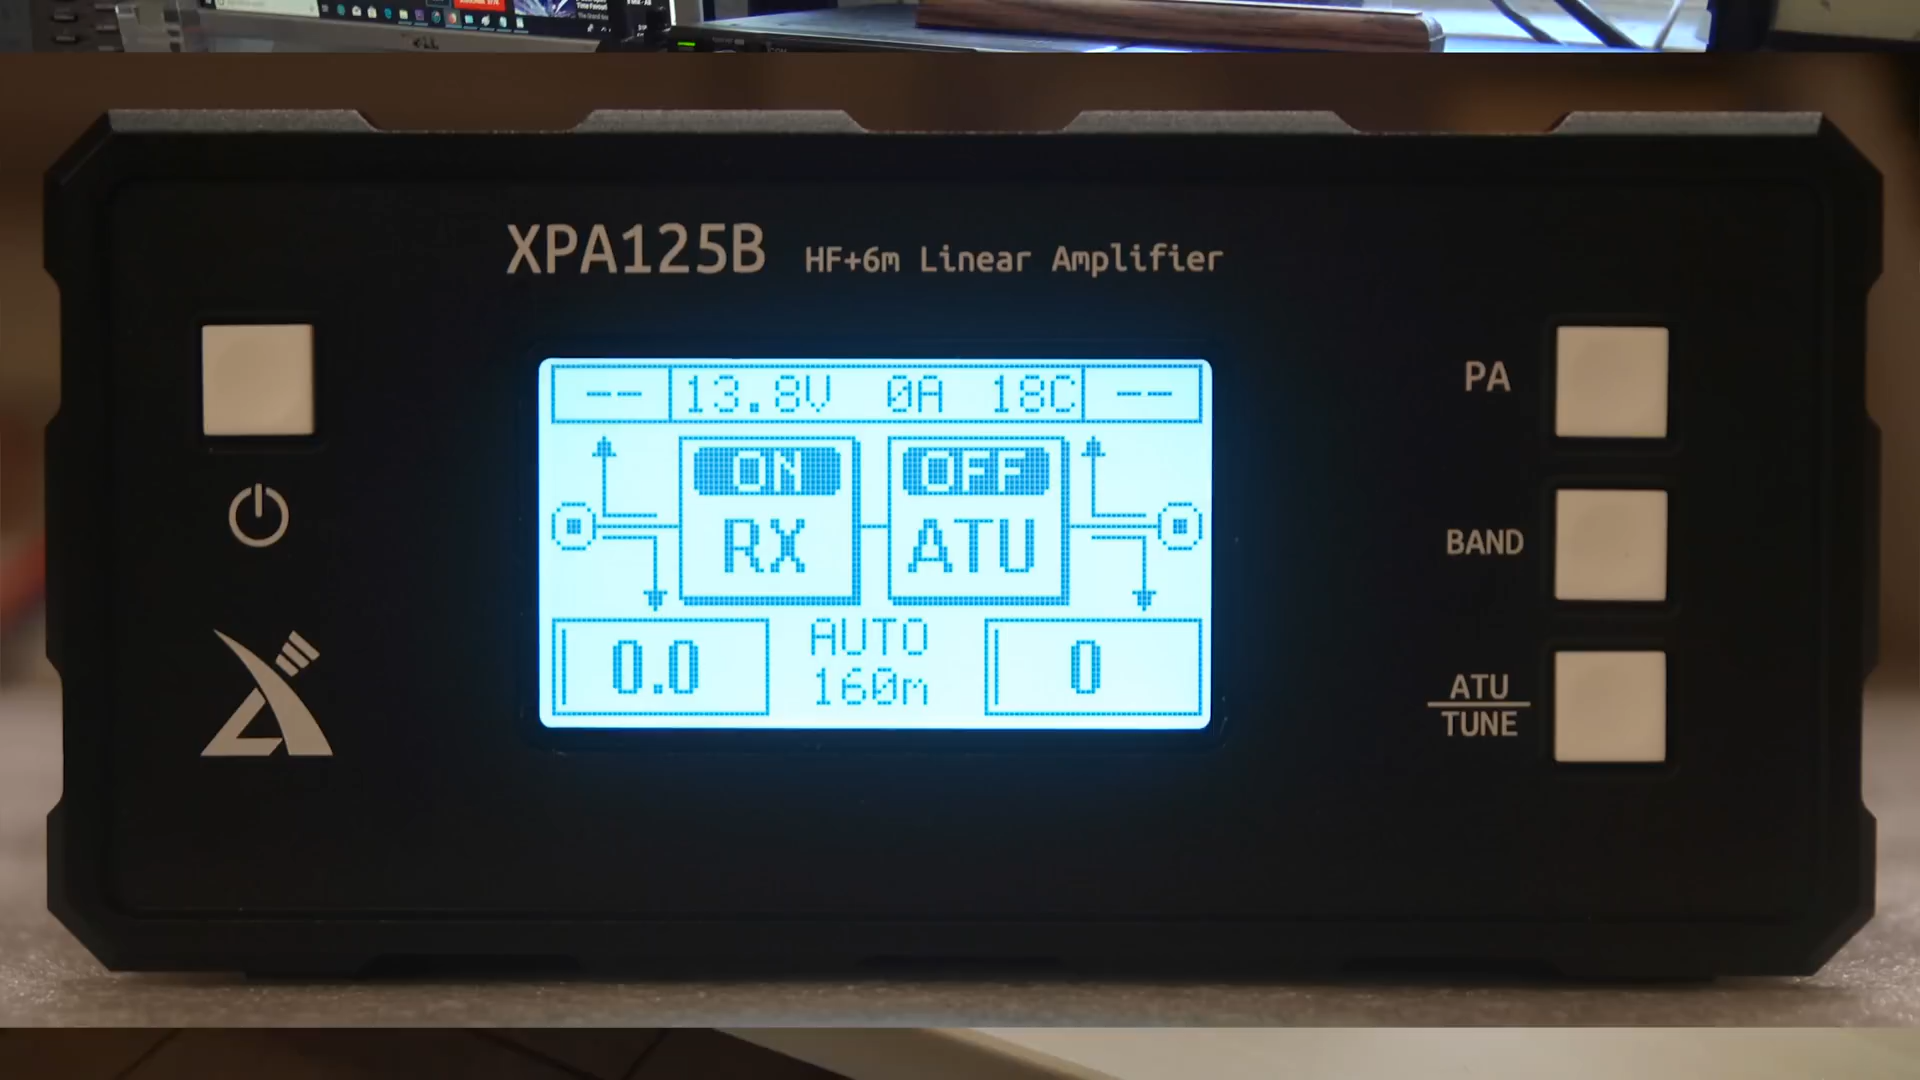 DELL
XPA125B HF+6m Linear Amplifier
-- 13.8V 0A 18C --
ON OFF
RX ATU
0.0 AUTO 0
160m
PA
BAND
ATU
TUNE